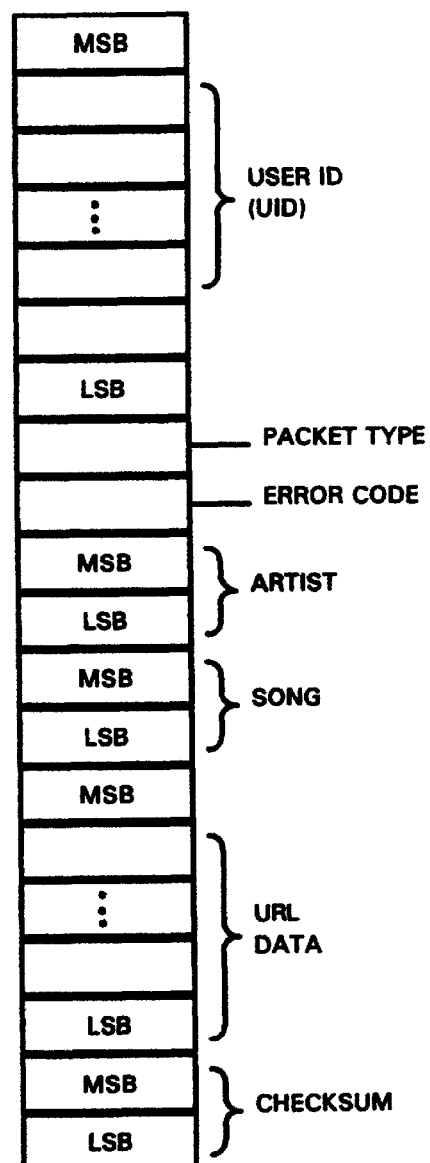 MSB
USER ID
(UID)
LSB
PACKET TYPE
ERROR CODE
MSB
ARTIST
LSB
MSB
SONG
LSB
MSB
URL
DATA
LSB
MSB
CHECKSUM
LSB